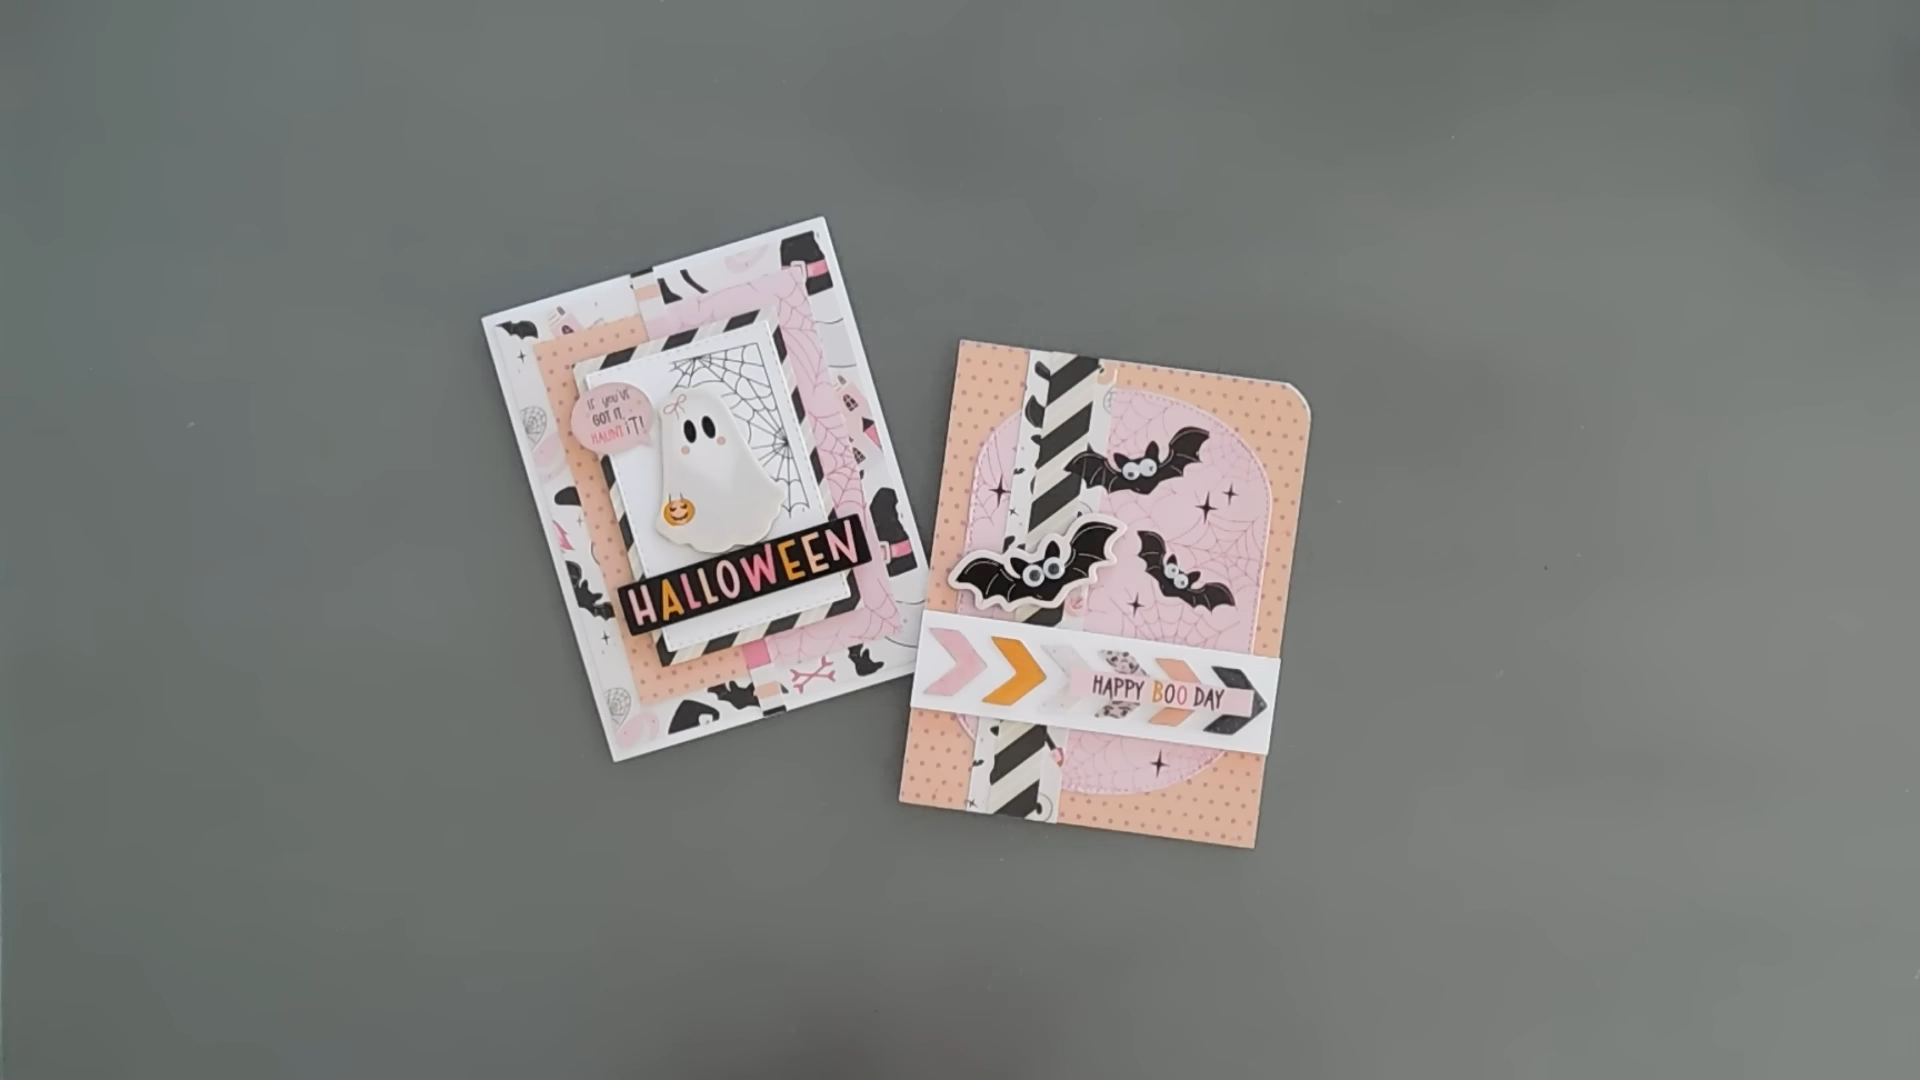 IF YOU'VE
GOT IT,
HAUNT IT!
HALLOWEEN
HAPPY BOO DAY